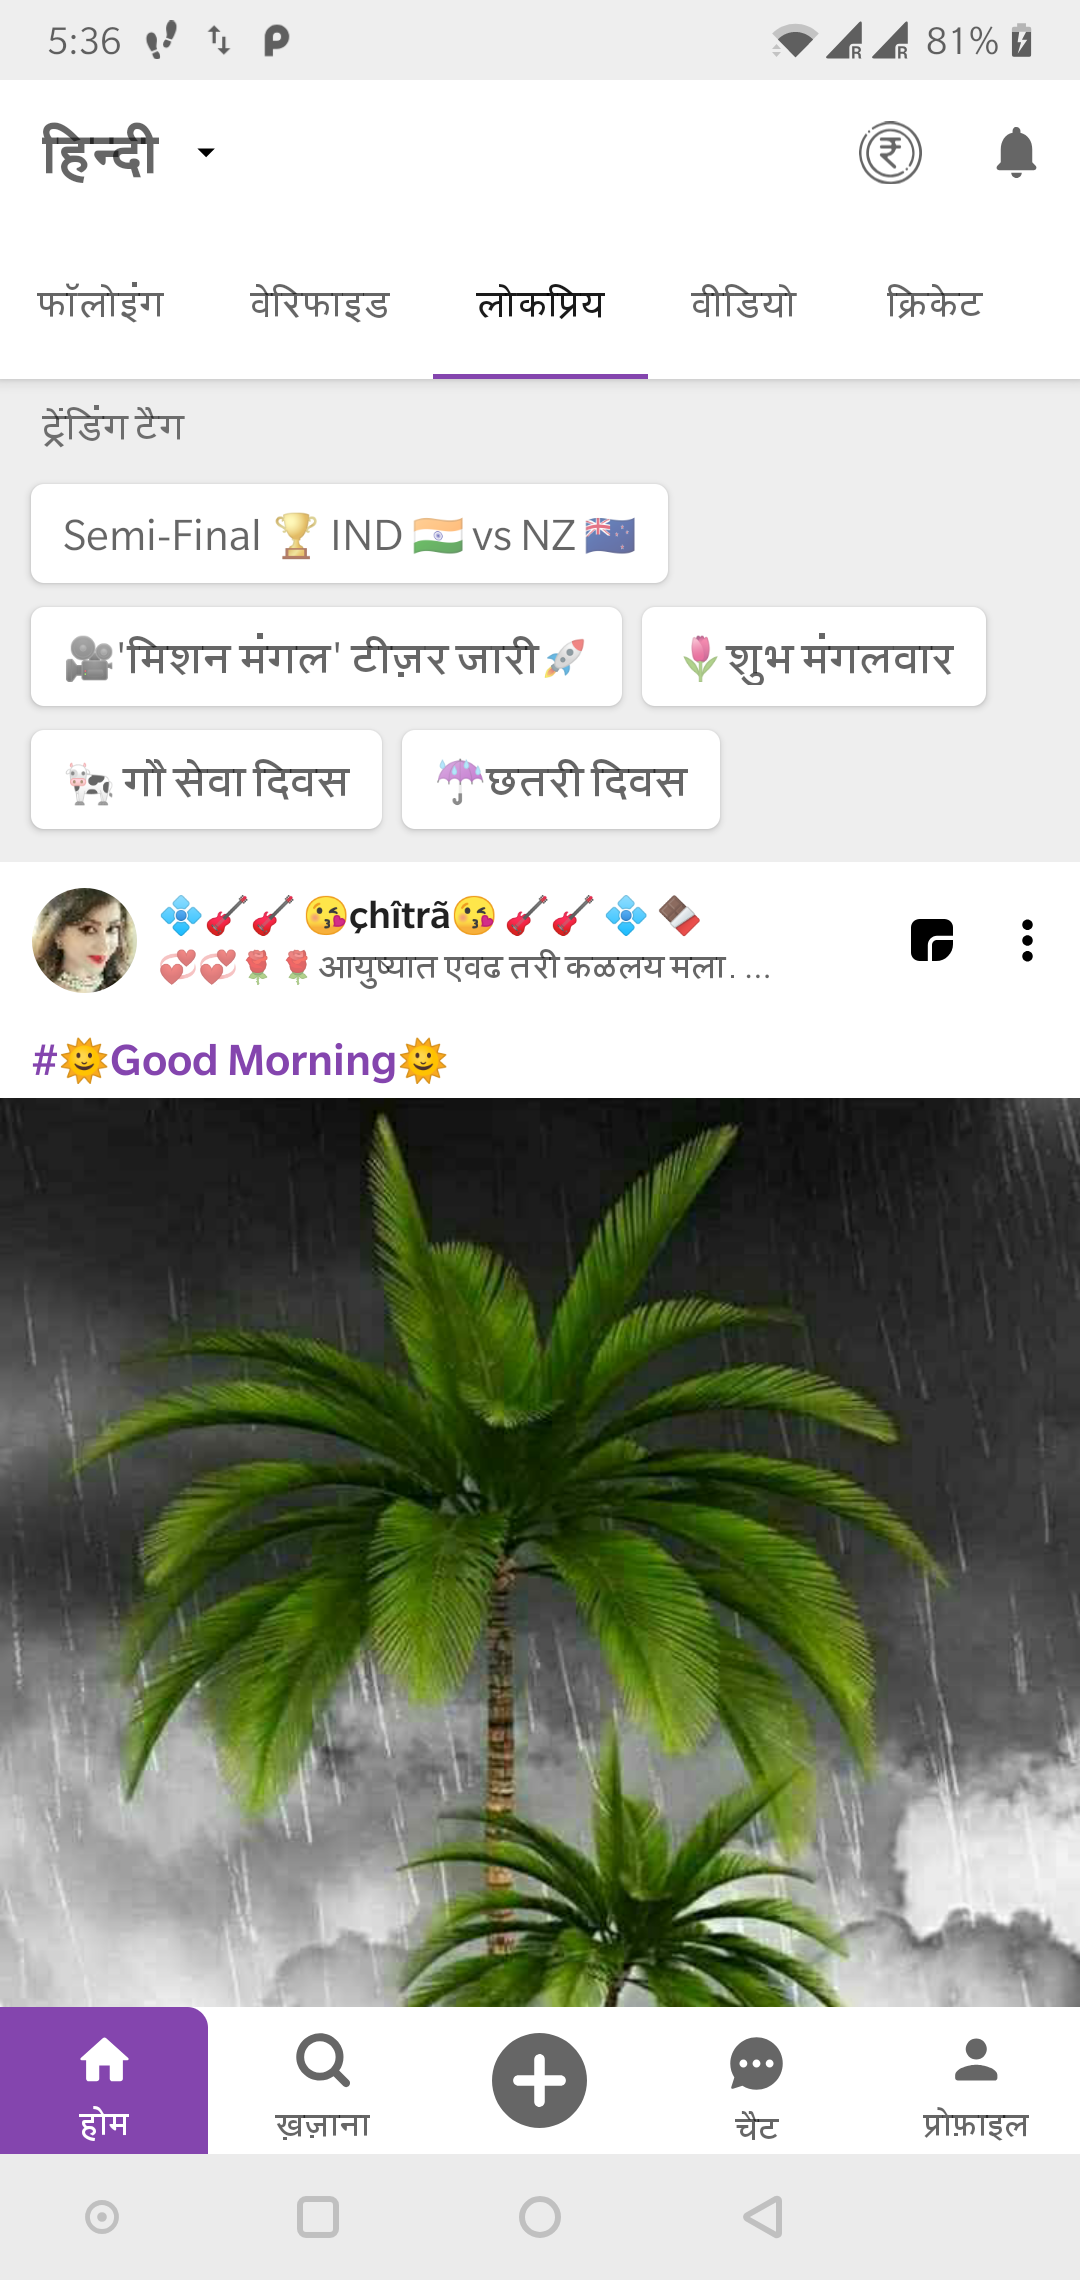 5:36 81%
हिन्दी
फॉलोइंग वेरिफाइड लोकप्रिय वीडियो क्रिकेट
ट्रेंडिंग टैग
Semi-Final 🏆 IND 🇮🇳 vs NZ 🇳🇿
🎥'मिशन मंगल' टीज़र जारी🚀 🌷शुभ मंगलवार
🐄 गौ सेवा दिवस ☔छतरी दिवस
💠🎸🎸 😘çhîtrã😘 🎸🎸 💠 🍫
💞💞🌹🌹आयुष्यात एवढ तरी कळलय मला. ...
#🌞Good Morning🌞
होम ख़ज़ाना चैट प्रोफ़ाइल